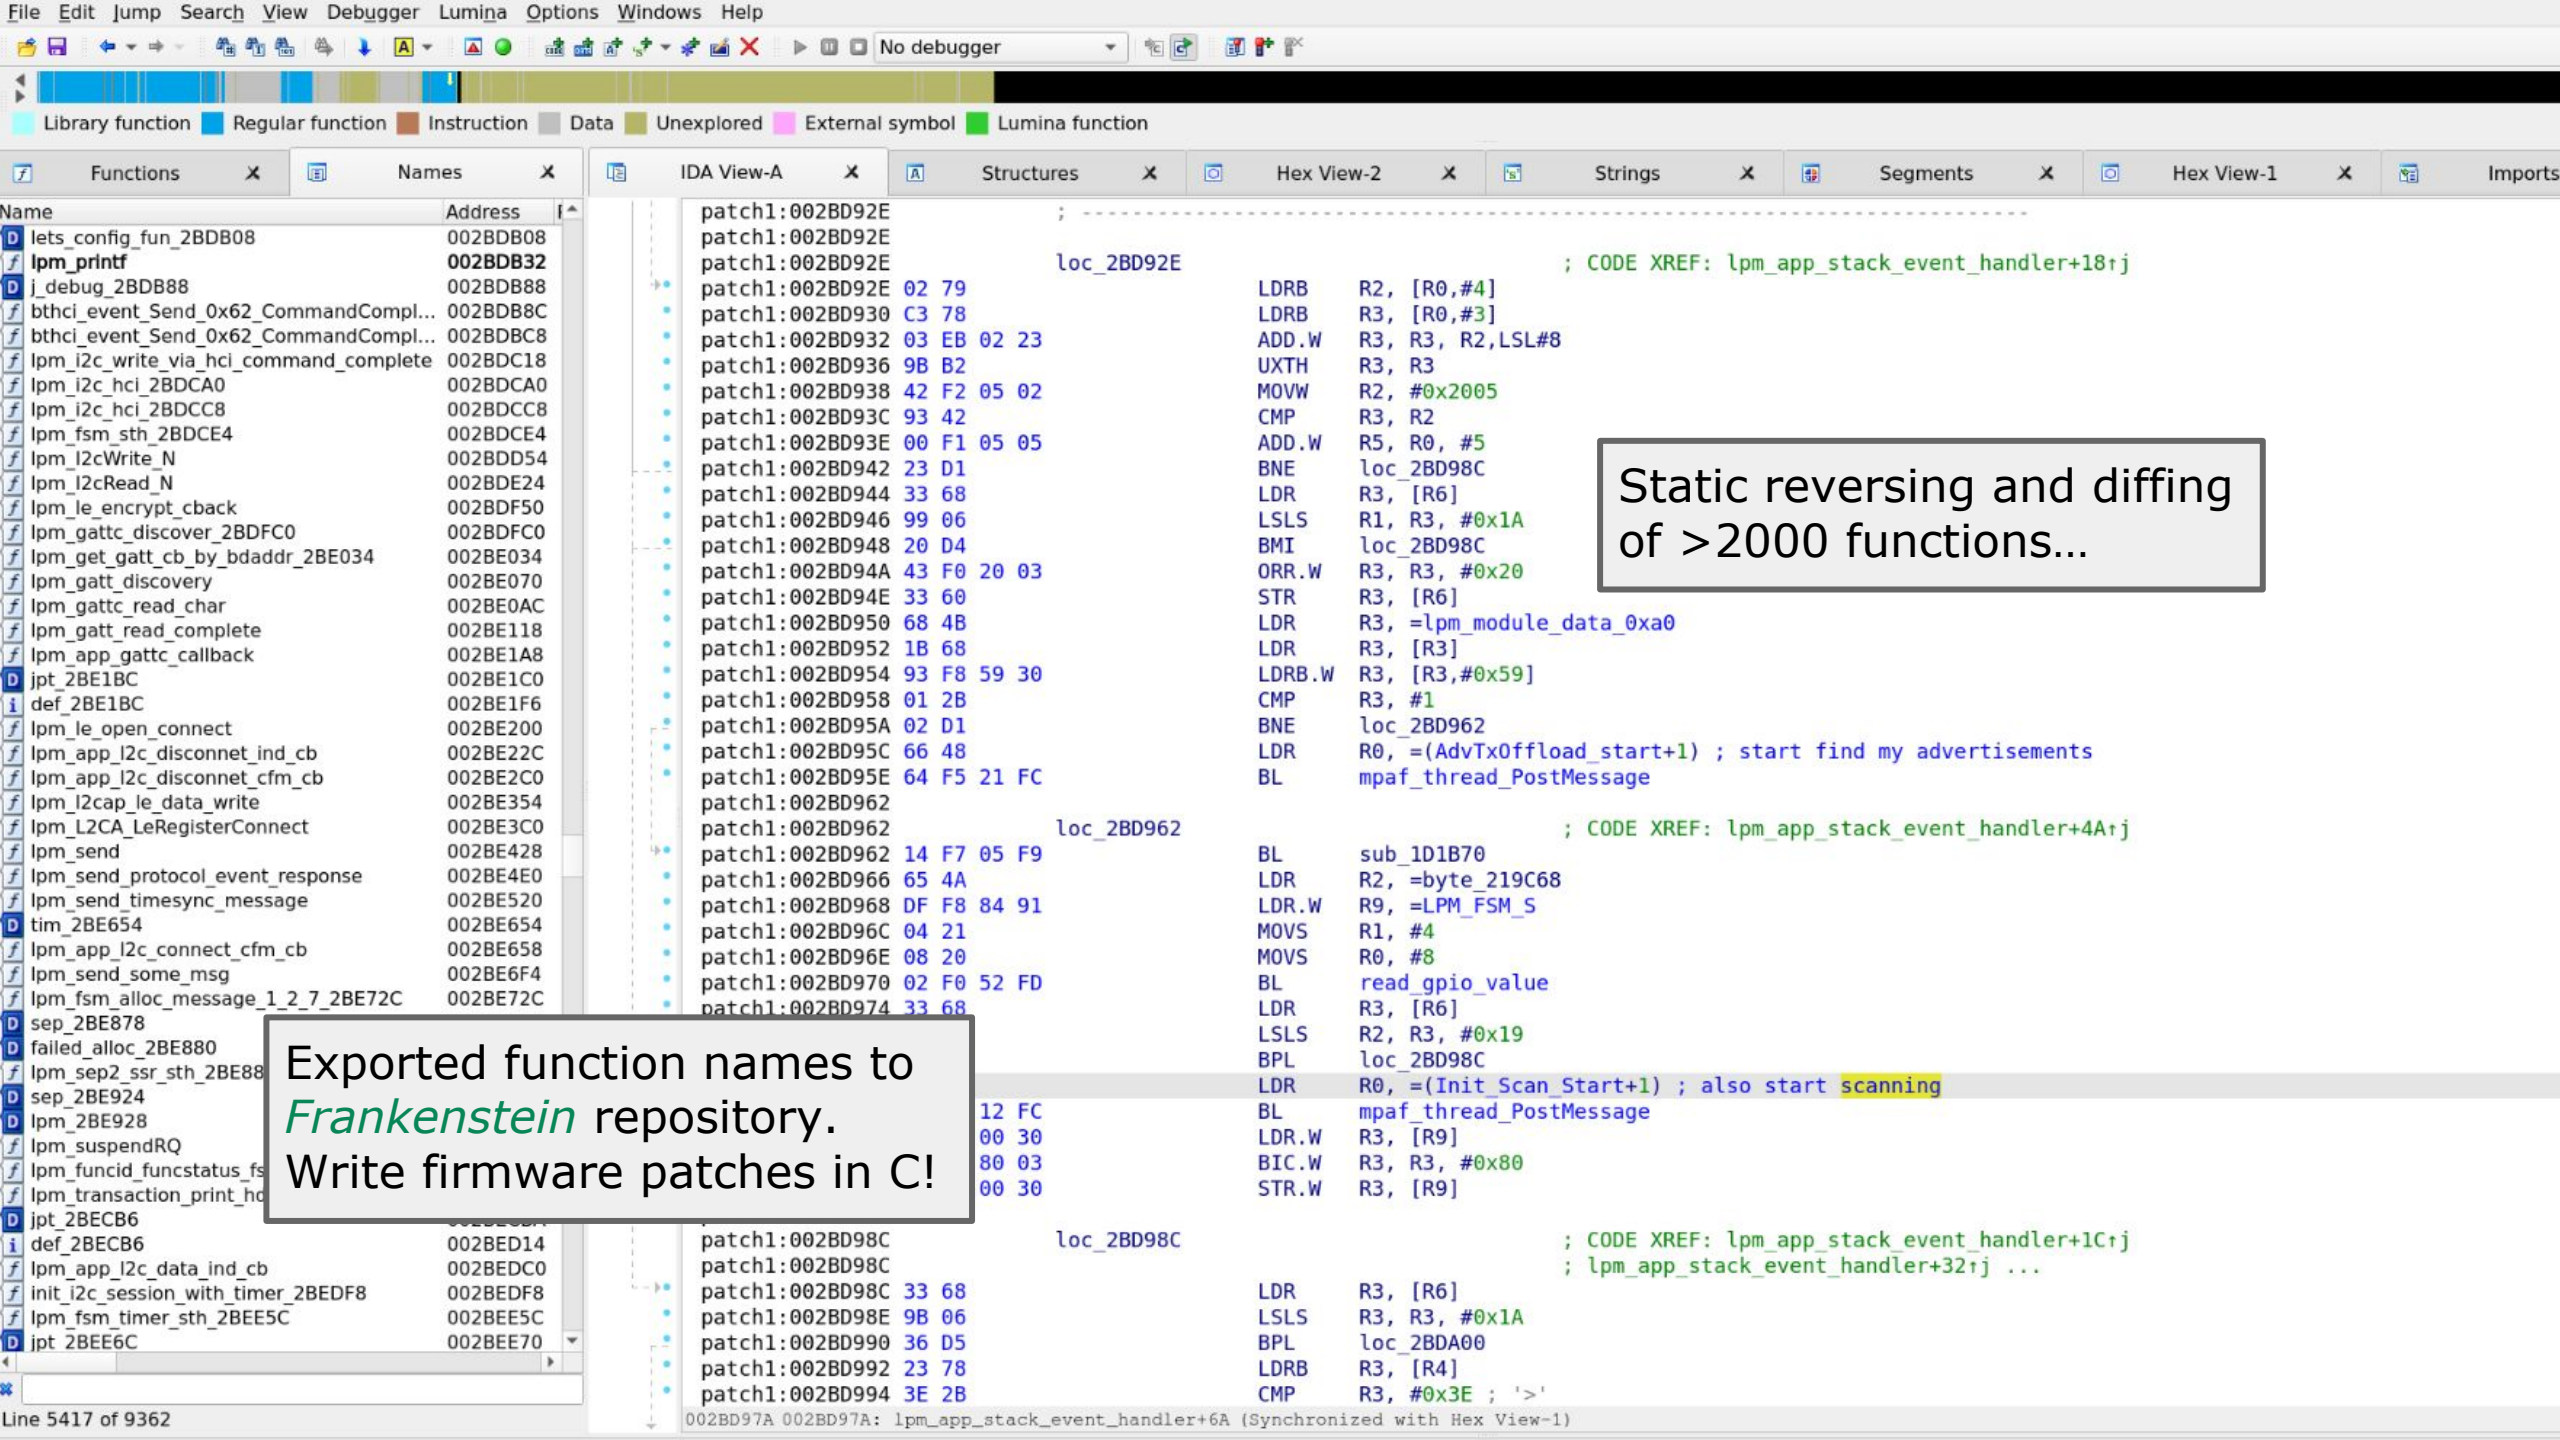 File Edit Jump Search View Debugger Lumina Options Windows Help
No debugger
Library function Regular function Instruction Data Unexplored External symbol Lumina function
Functions Names IDA View-A Structures Hex View-2 Strings Segments Hex View-1 Imports
Name Address
lets_config_fun_2BDB08 002BDB08
lpm_printf 002BDB32
j_debug_2BDB88 002BDB88
bthci_event_Send_0x62_CommandCompl... 002BDB8C
bthci_event_Send_0x62_CommandCompl... 002BDBC8
lpm_i2c_write_via_hci_command_complete 002BDC18
lpm_i2c_hci_2BDCA0 002BDCA0
lpm_i2c_hci_2BDCC8 002BDCC8
lpm_fsm_sth_2BDCE4 002BDCE4
lpm_I2cWrite_N 002BDD54
lpm_I2cRead_N 002BDE24
lpm_le_encrypt_cback 002BDF50
lpm_gattc_discover_2BDFC0 002BDFC0
lpm_get_gatt_cb_by_bdaddr_2BE034 002BE034
lpm_gatt_discovery 002BE070
lpm_gattc_read_char 002BE0AC
lpm_gatt_read_complete 002BE118
lpm_app_gattc_callback 002BE1A8
jpt_2BE1BC 002BE1C0
def_2BE1BC 002BE1F6
lpm_le_open_connect 002BE200
lpm_app_l2c_disconnet_ind_cb 002BE22C
lpm_app_l2c_disconnet_cfm_cb 002BE2C0
lpm_l2cap_le_data_write 002BE354
lpm_L2CA_LeRegisterConnect 002BE3C0
lpm_send 002BE428
lpm_send_protocol_event_response 002BE4E0
lpm_send_timesync_message 002BE520
tim_2BE654 002BE654
lpm_app_l2c_connect_cfm_cb 002BE658
lpm_send_some_msg 002BE6F4
lpm_fsm_alloc_message_1_2_7_2BE72C 002BE72C
sep_2BE878
failed_alloc_2BE880
lpm_sep2_ssr_sth_2BE88
sep_2BE924
lpm_2BE928
lpm_suspendRQ
lpm_funcid_funcstatus_fs
lpm_transaction_print_hc
jpt_2BECB6
def_2BECB6 002BED14
lpm_app_l2c_data_ind_cb 002BEDC0
init_i2c_session_with_timer_2BEDF8 002BEDF8
lpm_fsm_timer_sth_2BEE5C 002BEE5C
jpt_2BEE6C 002BEE70
Line 5417 of 9362
patch1:002BD92E ; ---------------------------------------------------------------------------
patch1:002BD92E
patch1:002BD92E loc_2BD92E ; CODE XREF: lpm_app_stack_event_handler+18↑j
patch1:002BD92E 02 79 LDRB R2, [R0,#4]
patch1:002BD930 C3 78 LDRB R3, [R0,#3]
patch1:002BD932 03 EB 02 23 ADD.W R3, R3, R2,LSL#8
patch1:002BD936 9B B2 UXTH R3, R3
patch1:002BD938 42 F2 05 02 MOVW R2, #0x2005
patch1:002BD93C 93 42 CMP R3, R2
patch1:002BD93E 00 F1 05 05 ADD.W R5, R0, #5
patch1:002BD942 23 D1 BNE loc_2BD98C
patch1:002BD944 33 68 LDR R3, [R6]
patch1:002BD946 99 06 LSLS R1, R3, #0x1A
patch1:002BD948 20 D4 BMI loc_2BD98C
patch1:002BD94A 43 F0 20 03 ORR.W R3, R3, #0x20
patch1:002BD94E 33 60 STR R3, [R6]
patch1:002BD950 68 4B LDR R3, =lpm_module_data_0xa0
patch1:002BD952 1B 68 LDR R3, [R3]
patch1:002BD954 93 F8 59 30 LDRB.W R3, [R3,#0x59]
patch1:002BD958 01 2B CMP R3, #1
patch1:002BD95A 02 D1 BNE loc_2BD962
patch1:002BD95C 66 48 LDR R0, =(AdvTxOffload_start+1) ; start find my advertisements
patch1:002BD95E 64 F5 21 FC BL mpaf_thread_PostMessage
patch1:002BD962
patch1:002BD962 loc_2BD962 ; CODE XREF: lpm_app_stack_event_handler+4A↑j
patch1:002BD962 14 F7 05 F9 BL sub_1D1B70
patch1:002BD966 65 4A LDR R2, =byte_219C68
patch1:002BD968 DF F8 84 91 LDR.W R9, =LPM_FSM_S
patch1:002BD96C 04 21 MOVS R1, #4
patch1:002BD96E 08 20 MOVS R0, #8
patch1:002BD970 02 F0 52 FD BL read_gpio_value
patch1:002BD974 33 68 LDR R3, [R6]
LSLS R2, R3, #0x19
BPL loc_2BD98C
LDR R0, =(Init_Scan_Start+1) ; also start scanning
12 FC BL mpaf_thread_PostMessage
00 30 LDR.W R3, [R9]
80 03 BIC.W R3, R3, #0x80
00 30 STR.W R3, [R9]
patch1:002BD98C loc_2BD98C ; CODE XREF: lpm_app_stack_event_handler+1C↑j
patch1:002BD98C ; lpm_app_stack_event_handler+32↑j ...
patch1:002BD98C 33 68 LDR R3, [R6]
patch1:002BD98E 9B 06 LSLS R3, R3, #0x1A
patch1:002BD990 36 D5 BPL loc_2BDA00
patch1:002BD992 23 78 LDRB R3, [R4]
patch1:002BD994 3E 2B CMP R3, #0x3E ; '>'
002BD97A 002BD97A: lpm_app_stack_event_handler+6A (Synchronized with Hex View-1)
Static reversing and diffing
of >2000 functions…
Exported function names to
Frankenstein repository.
Write firmware patches in C!